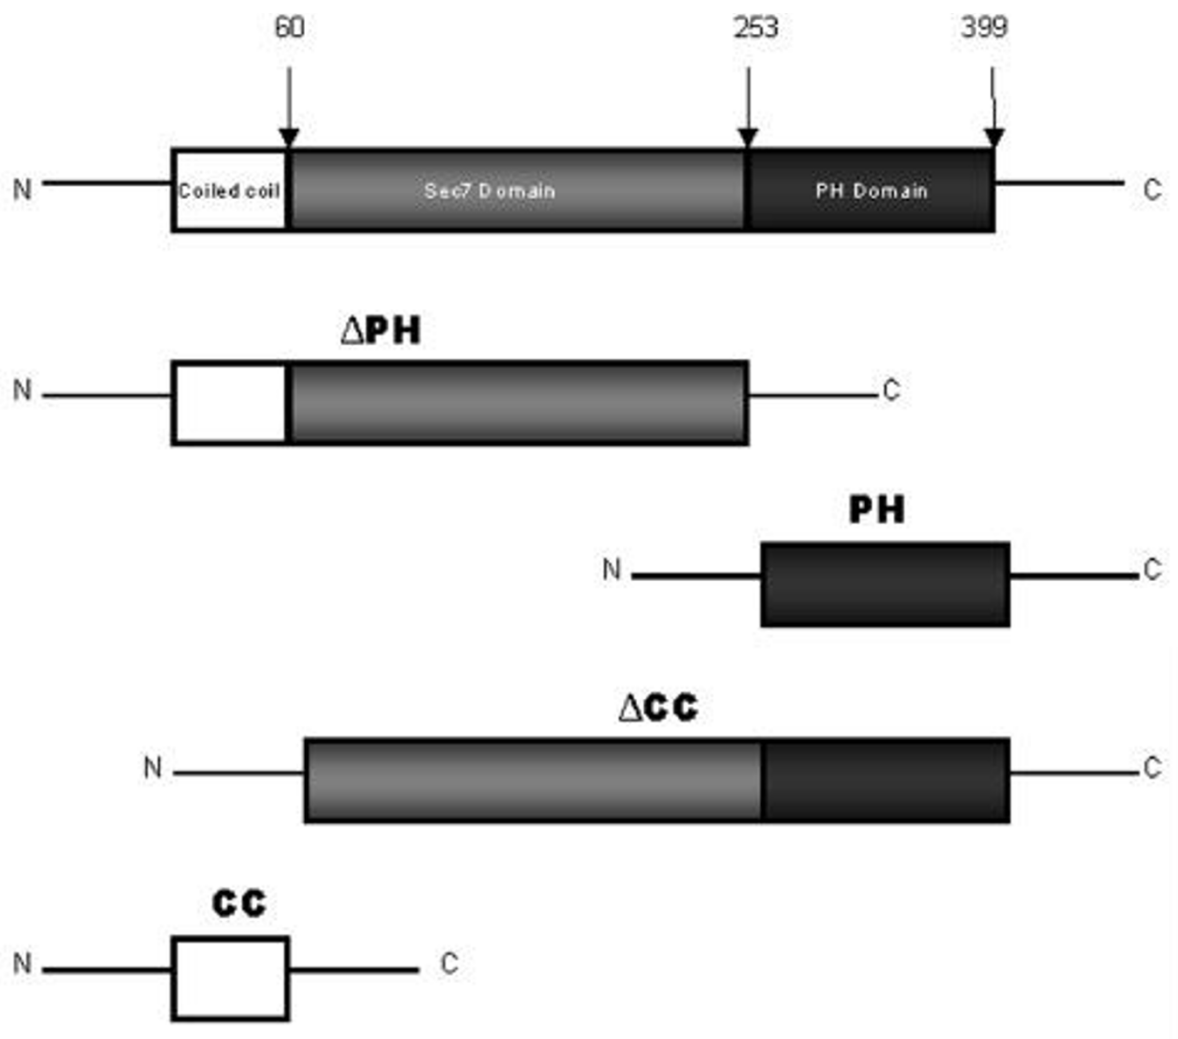 60 253 399
N Coiled coil Sec7 Domain PH Domain C
ΔPH
N C
PH
N C
ΔCC
N C
CC
N C